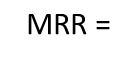 MRR =